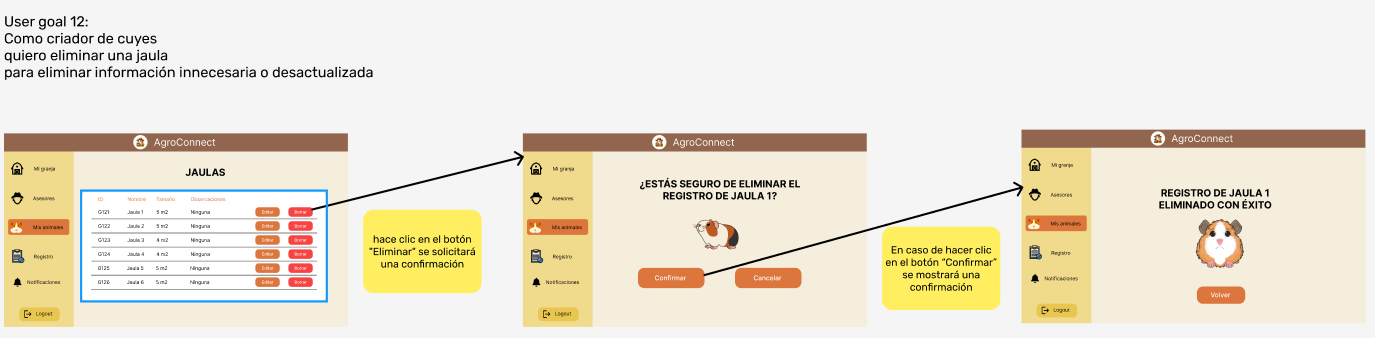 User goal 12:
Como criador de cuyes
quiero eliminar una jaula
para eliminar información innecesaria o desactualizada
AgroConnect
Mi granja
Asesores
Mis animales
Registro
Notificaciones
Logout
JAULAS
ID Nombre Tamaño Observaciones
G121 Jaula 1 5 m2 Ninguna Editar Borrar
G122 Jaula 2 5 m2 Ninguna Editar Borrar
G123 Jaula 3 4 m2 Ninguna Editar Borrar
G124 Jaula 4 4 m2 Ninguna Editar Borrar
G125 Jaula 5 5 m2 Ninguna Editar Borrar
G126 Jaula 6 5 m2 Ninguna Editar Borrar
hace clic en el botón
"Eliminar" se solicitará
una confirmación
AgroConnect
Mi granja
Asesores
Mis animales
Registro
Notificaciones
Logout
¿ESTÁS SEGURO DE ELIMINAR EL
REGISTRO DE JAULA 1?
Confirmar Cancelar
En caso de hacer clic
en el botón "Confirmar"
se mostrará una
confirmación
AgroConnect
Mi granja
Asesores
Mis animales
Registro
Notificaciones
Logout
REGISTRO DE JAULA 1
ELIMINADO CON ÉXITO
Volver